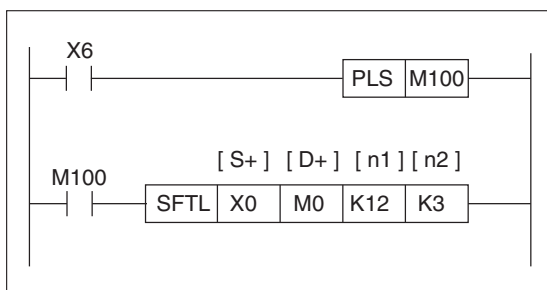 X6
PLS M100
[ S+ ] [ D+ ] [ n1 ] [ n2 ]
M100
SFTL X0 M0 K12 K3